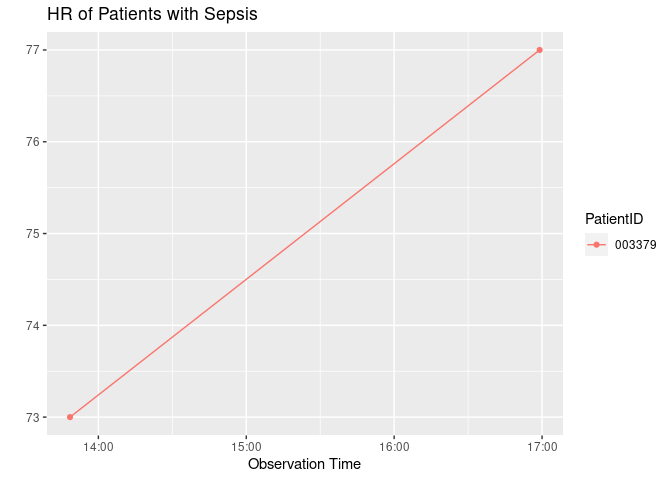 HR of Patients with Sepsis
77
76
75
74
73
14:00 15:00 16:00 17:00
Observation Time
PatientID
003379